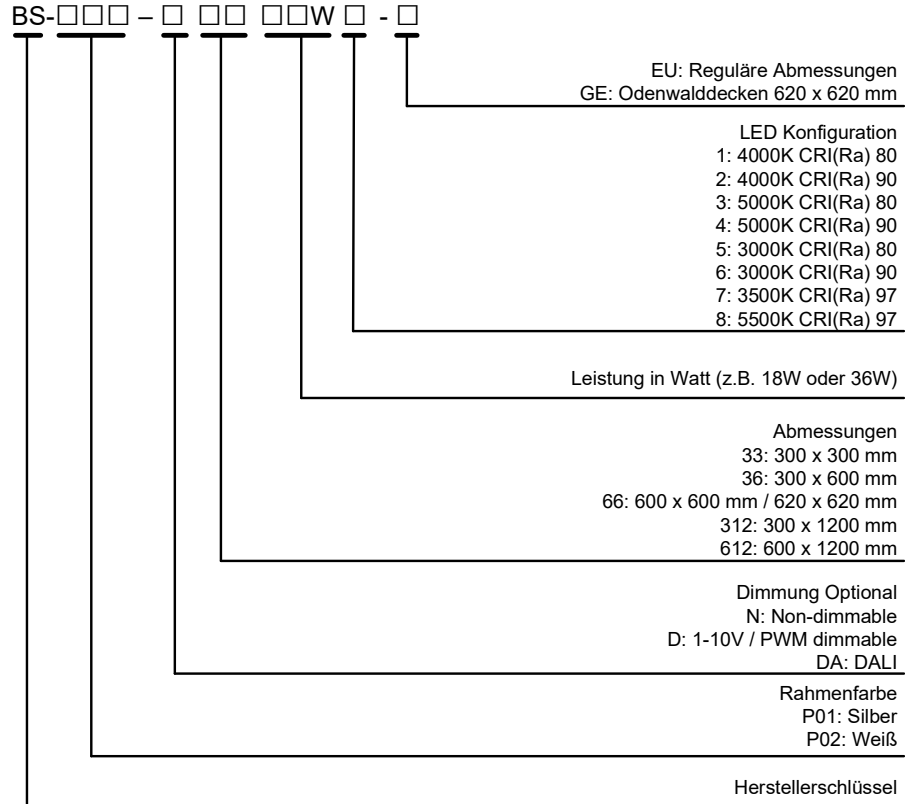 BS-□□□ – □ □□ □□W □ - □
EU: Reguläre Abmessungen
GE: Odenwalddecken 620 x 620 mm
LED Konfiguration
1: 4000K CRI(Ra) 80
2: 4000K CRI(Ra) 90
3: 5000K CRI(Ra) 80
4: 5000K CRI(Ra) 90
5: 3000K CRI(Ra) 80
6: 3000K CRI(Ra) 90
7: 3500K CRI(Ra) 97
8: 5500K CRI(Ra) 97
Leistung in Watt (z.B. 18W oder 36W)
Abmessungen
33: 300 x 300 mm
36: 300 x 600 mm
66: 600 x 600 mm / 620 x 620 mm
312: 300 x 1200 mm
612: 600 x 1200 mm
Dimmung Optional
N: Non-dimmable
D: 1-10V / PWM dimmable
DA: DALI
Rahmenfarbe
P01: Silber
P02: Weiß
Herstellerschlüssel